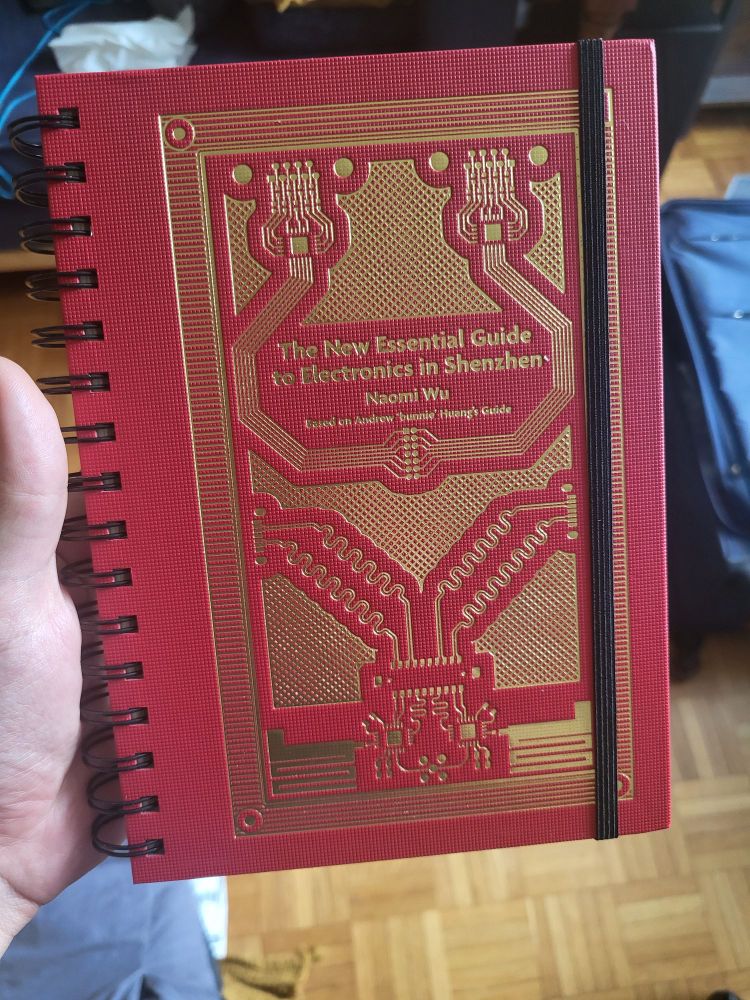 The New Essential Guide
to Electronics in Shenzhen
Naomi Wu
Based on Andrew 'bunnie' Huang's Guide